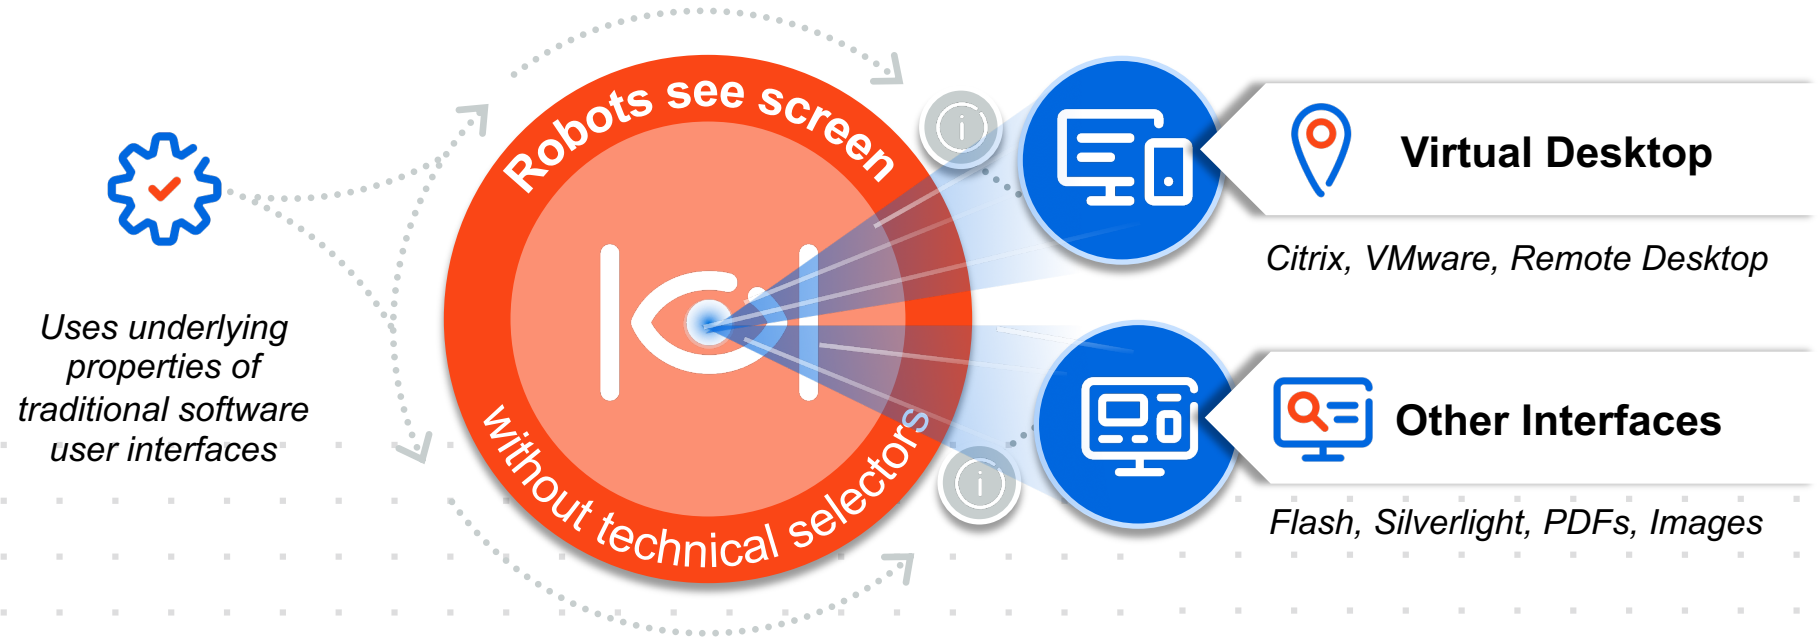 Uses underlying
properties of
traditional software
user interfaces
Robots see screen
without technical selectors
Virtual Desktop
Citrix, VMware, Remote Desktop
Other Interfaces
Flash, Silverlight, PDFs, Images